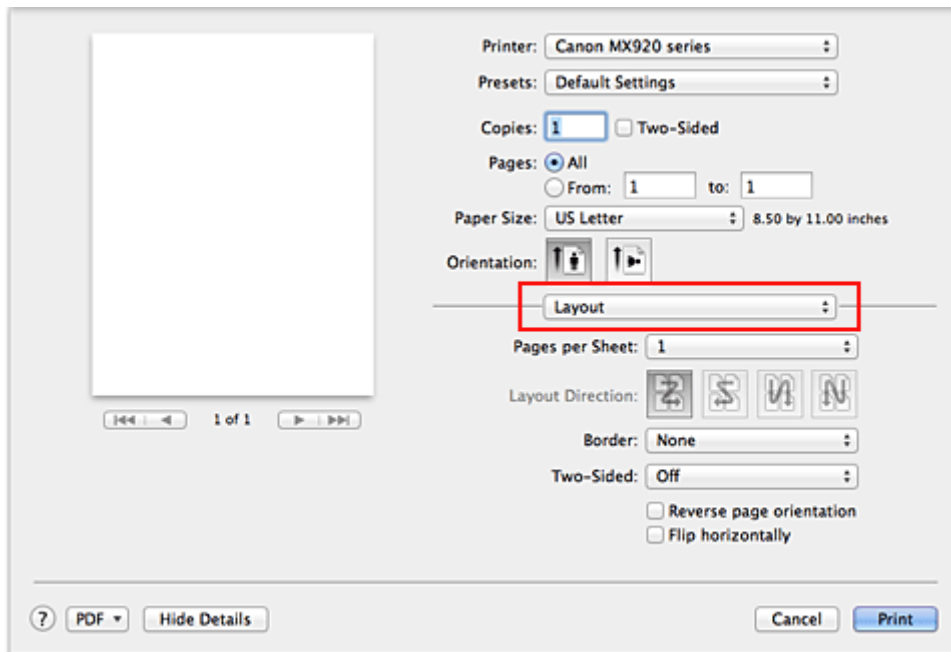 Printer: Canon MX920 series
Presets: Default Settings
Copies: 1 Two-Sided
Pages: All
From: 1 to: 1
Paper Size: US Letter 8.50 by 11.00 inches
Orientation:
Layout
Pages per Sheet: 1
Layout Direction:
1 of 1
Border: None
Two-Sided: Off
Reverse page orientation
Flip horizontally
? PDF Hide Details Cancel Print